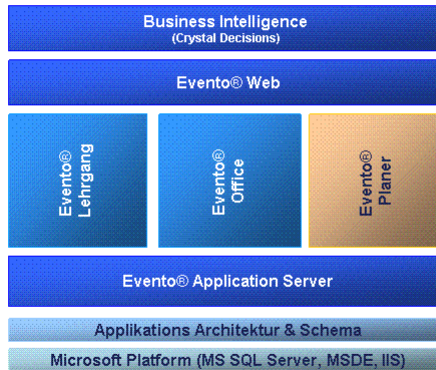 Business Intelligence
(Crystal Decisions)
Evento® Web
Evento®
Lehrgang
Evento®
Office
Evento®
Planer
Evento® Application Server
Applikations Architektur & Schema
Microsoft Platform (MS SQL Server, MSDE, IIS)